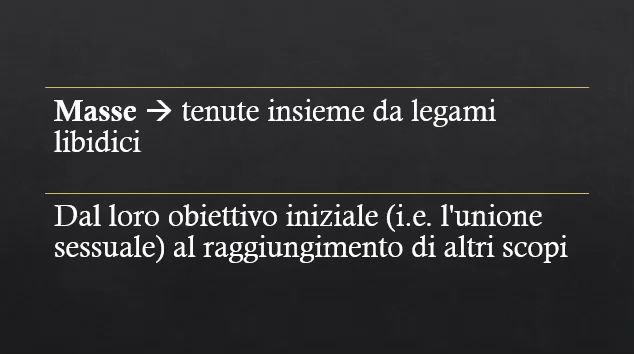 Masse → tenute insieme da legami
libidici
Dal loro obiettivo iniziale (i.e. l'unione
sessuale) al raggiungimento di altri scopi